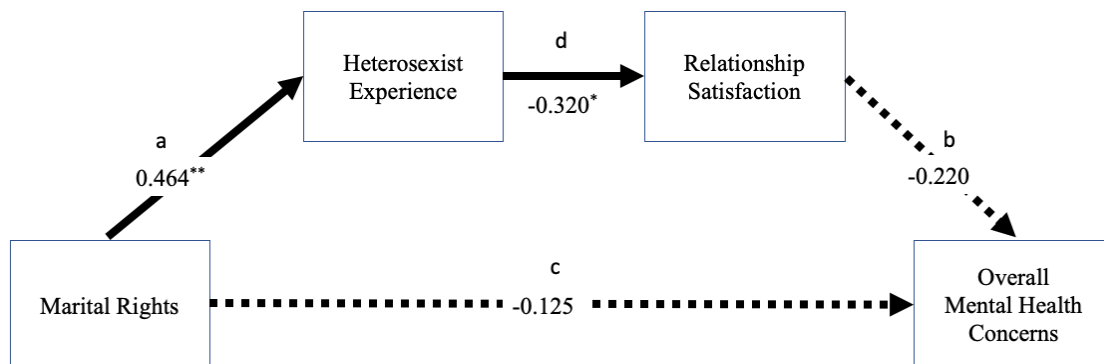 d
Heterosexist
Experience
-0.320*
Relationship
Satisfaction
a
0.464**
b
-0.220
Marital Rights
c
-0.125
Overall
Mental Health
Concerns